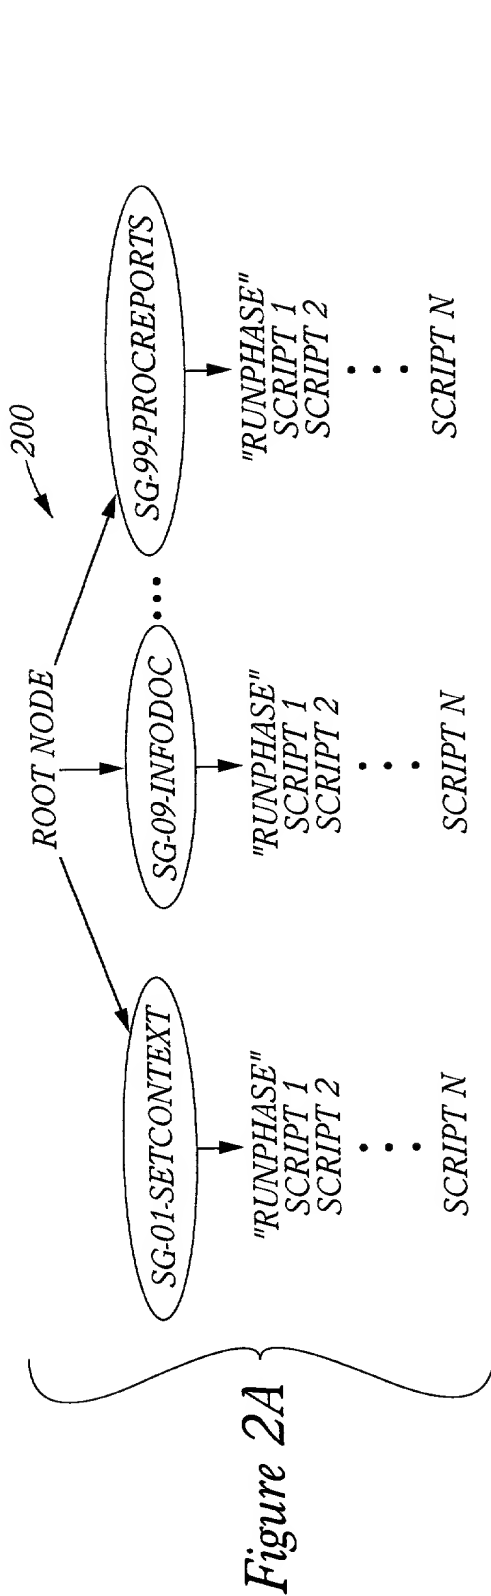 200
ROOT NODE
SG-01-SETCONTEXT
SG-09-INFODOC
SG-99-PROCREPORTS
"RUNPHASE"
SCRIPT 1
SCRIPT 2
SCRIPT N
"RUNPHASE"
SCRIPT 1
SCRIPT 2
SCRIPT N
"RUNPHASE"
SCRIPT 1
SCRIPT 2
SCRIPT N
Figure 2A